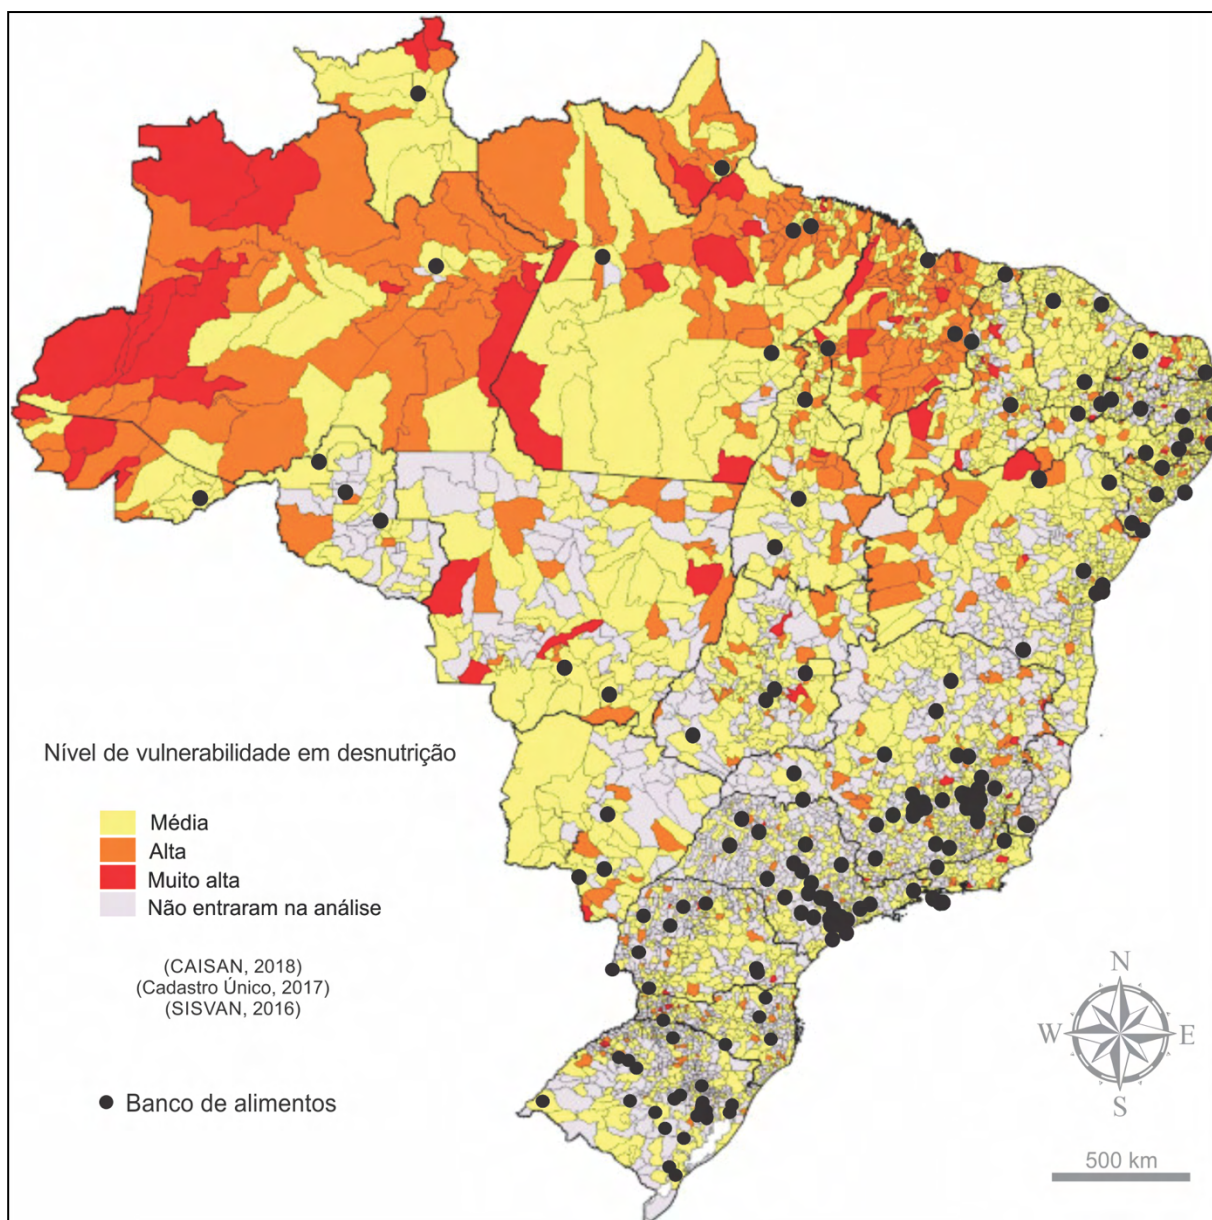 Nível de vulnerabilidade em desnutrição
Média
Alta
Muito alta
Não entraram na análise
(CAISAN, 2018)
(Cadastro Único, 2017)
(SISVAN, 2016)
Banco de alimentos
N
W
E
S
500 km